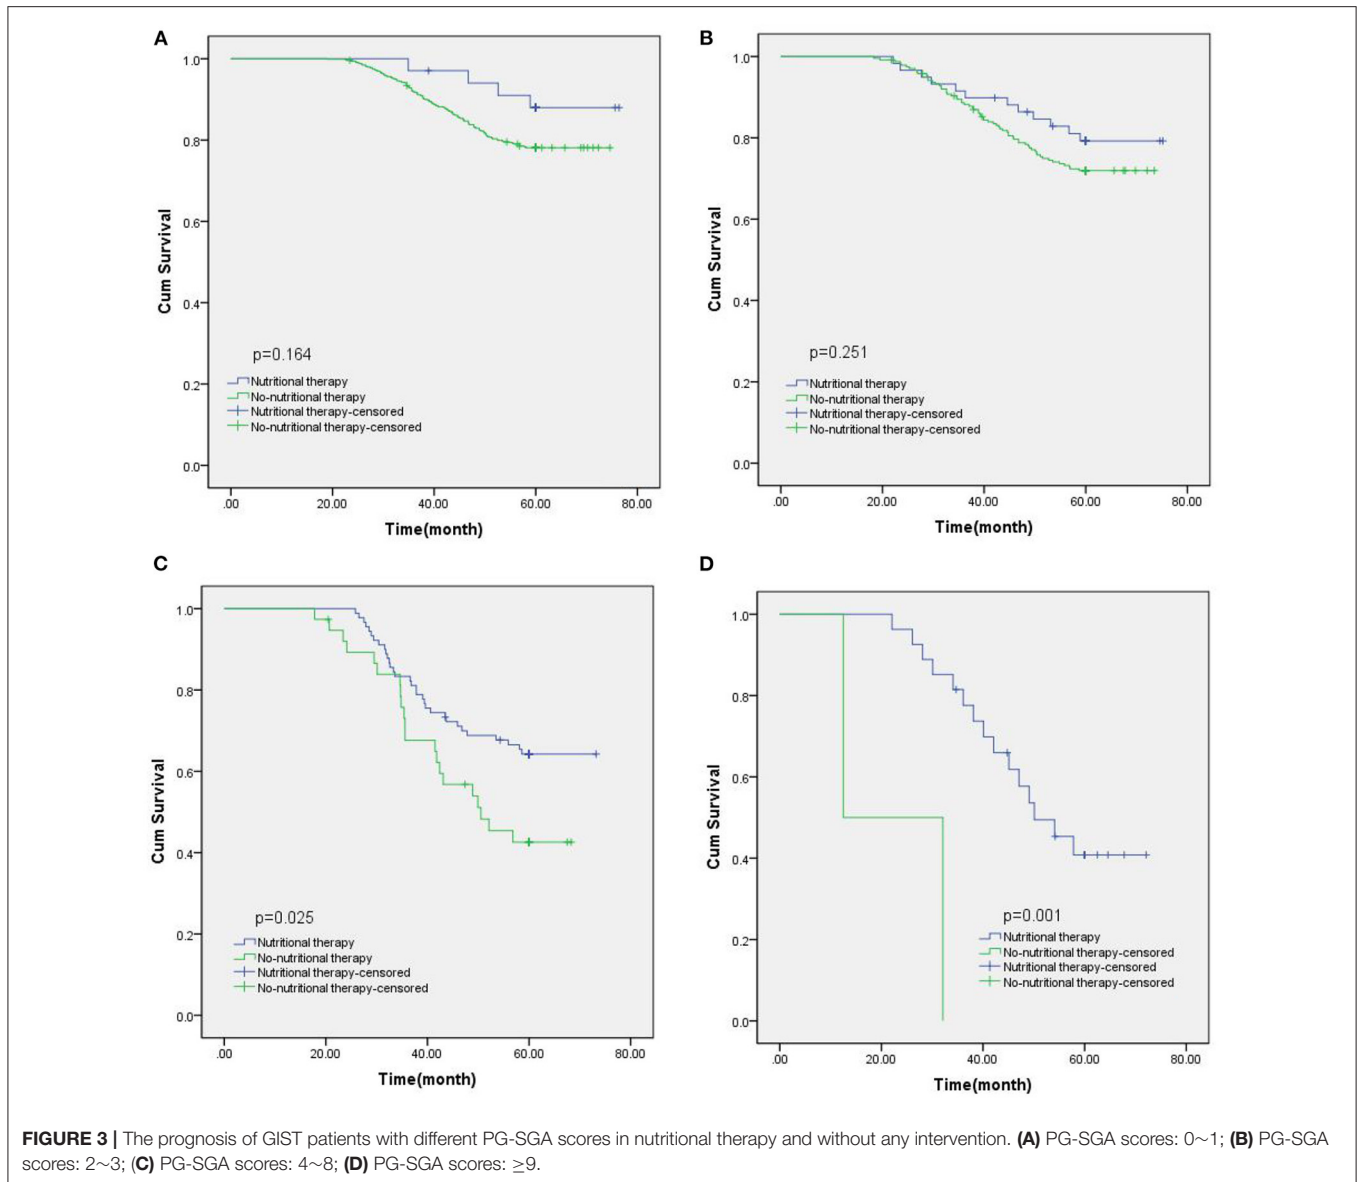 A
Cum Survival
1.0
0.8
0.6
0.4
0.2
0.0
p=0.164
Nutritional therapy
No-nutritional therapy
Nutritional therapy-censored
No-nutritional therapy-censored
.00 20.00 40.00 60.00 80.00
Time(month)
B
Cum Survival
1.0
0.8
0.6
0.4
0.2
0.0
p=0.251
Nutritional therapy
No-nutritional therapy
Nutritional therapy-censored
No-nutritional therapy-censored
.00 20.00 40.00 60.00 80.00
Time(month)
C
Cum Survival
1.0
0.8
0.6
0.4
0.2
0.0
p=0.025
Nutritional therapy
No-nutritional therapy
Nutritional therapy-censored
No-nutritional therapy-censored
.00 20.00 40.00 60.00 80.00
Time(month)
D
Cum Survival
1.0
0.8
0.6
0.4
0.2
0.0
p=0.001
Nutritional therapy
No-nutritional therapy-censored
Nutritional therapy-censored
No-nutritional therapy-censored
.00 20.00 40.00 60.00 80.00
Time(month)
FIGURE 3 | The prognosis of GIST patients with different PG-SGA scores in nutritional therapy and without any intervention. (A) PG-SGA scores: 0~1; (B) PG-SGA
scores: 2~3; (C) PG-SGA scores: 4~8; (D) PG-SGA scores: ≥9.